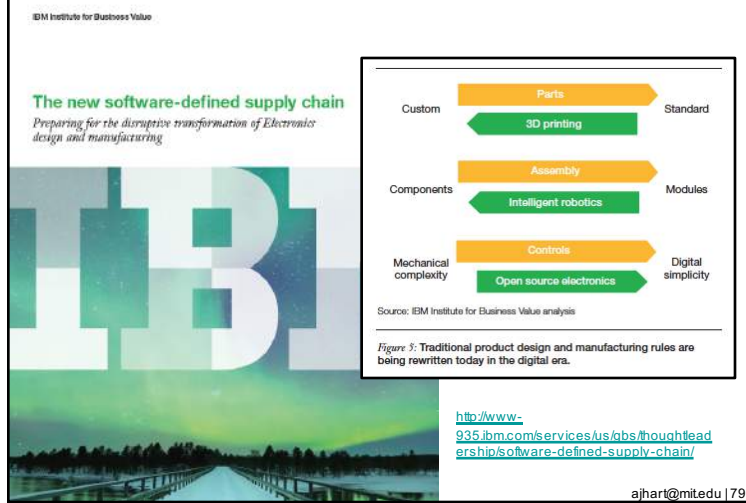 IBM Institute for Business Value
The new software-defined supply chain
Preparing for the disruptive transformation of Electronics
design and manufacturing
IBM
Parts
Custom
Standard
3D printing
Assembly
Components
Modules
Intelligent robotics
Controls
Mechanical
complexity
Digital
simplicity
Open source electronics
Source: IBM Institute for Business Value analysis
Figure 5: Traditional product design and manufacturing rules are
being rewritten today in the digital era.
http://www-
935.ibm.com/services/us/gbs/thoughtlead
ership/software-defined-supply-chain/
ajhart@mit.edu | 79